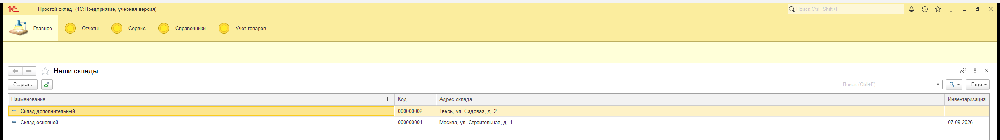 1С Простой склад (1С:Предприятие, учебная версия) Поиск Ctrl+Shift+F
Главное Отчёты Сервис Справочники Учёт товаров
Наши склады
Создать Поиск (Ctrl+F) × Еще
Наименование ↓ Код Адрес склада Инвентаризация
Склад дополнительный 000000002 Тверь, ул. Садовая, д. 2
Склад основной 000000001 Москва, ул. Строительная, д. 1 07.09.2026